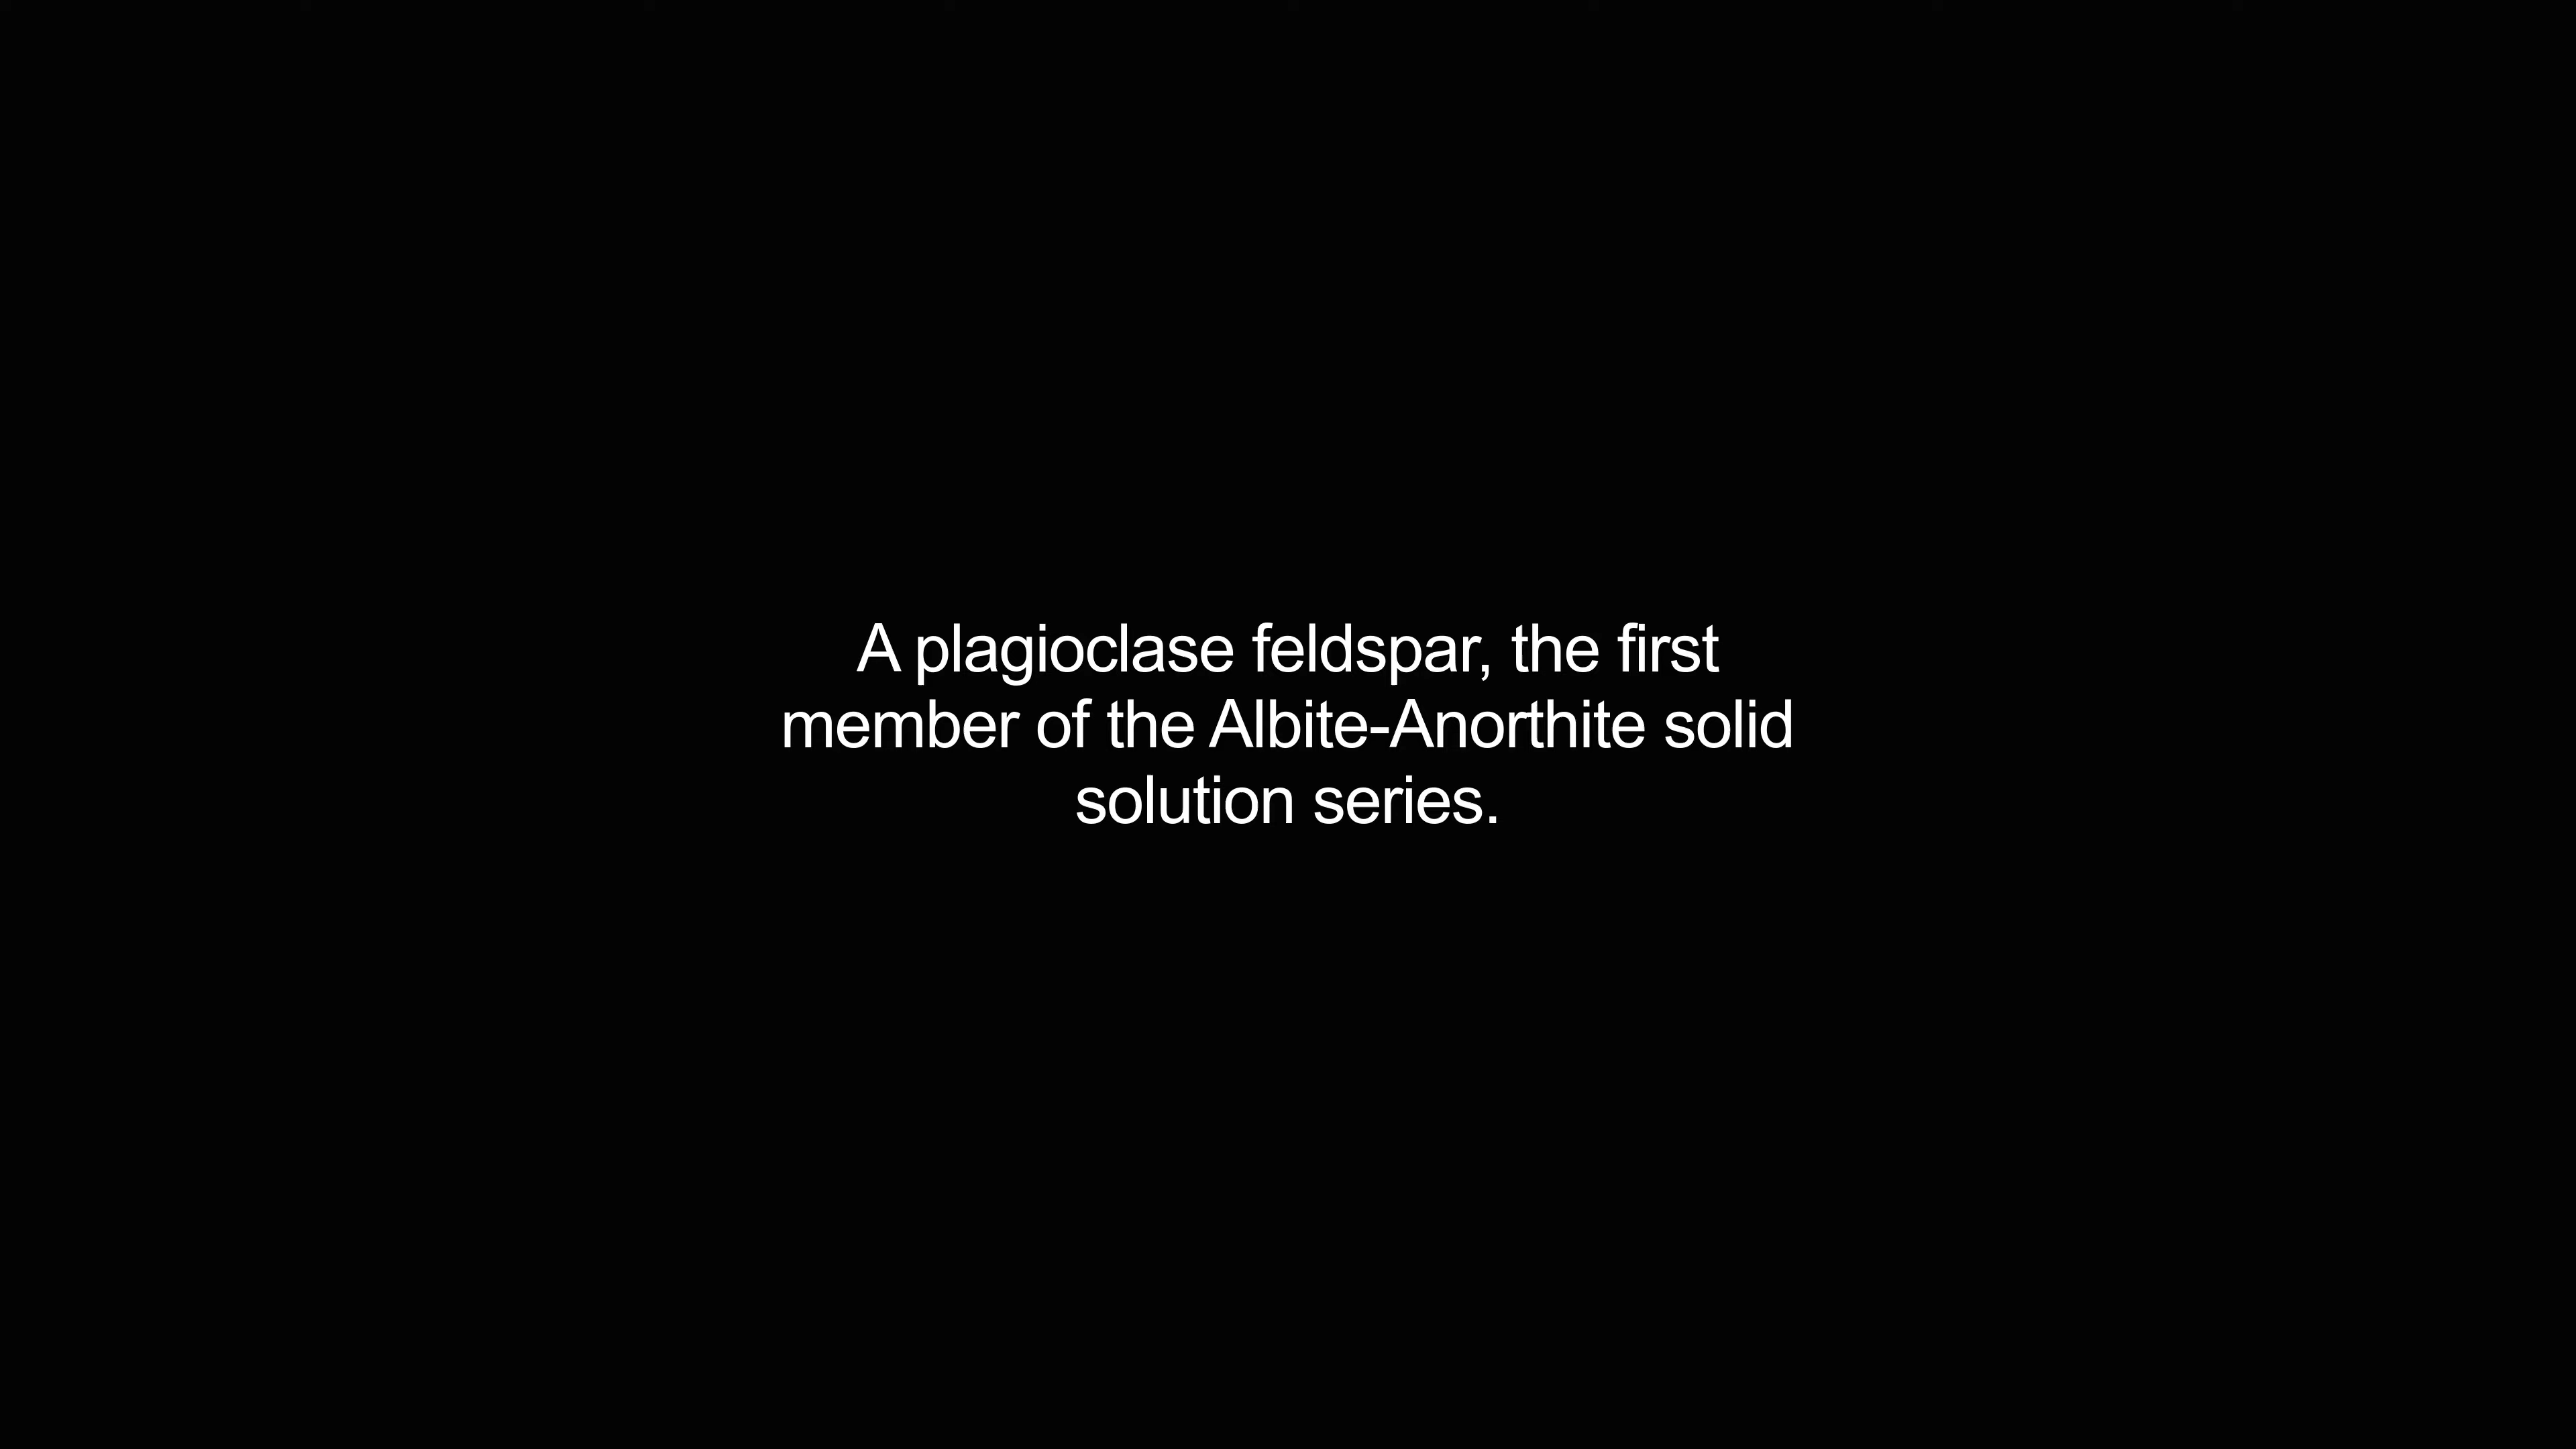 A plagioclase feldspar, the first
member of the Albite-Anorthite solid
solution series.